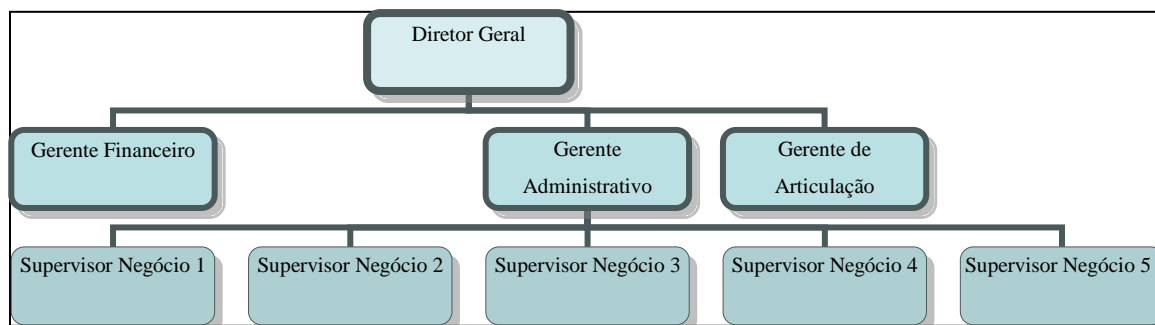 Diretor Geral
Gerente Financeiro
Gerente
Administrativo
Gerente de
Articulação
Supervisor Negócio 1
Supervisor Negócio 2
Supervisor Negócio 3
Supervisor Negócio 4
Supervisor Negócio 5